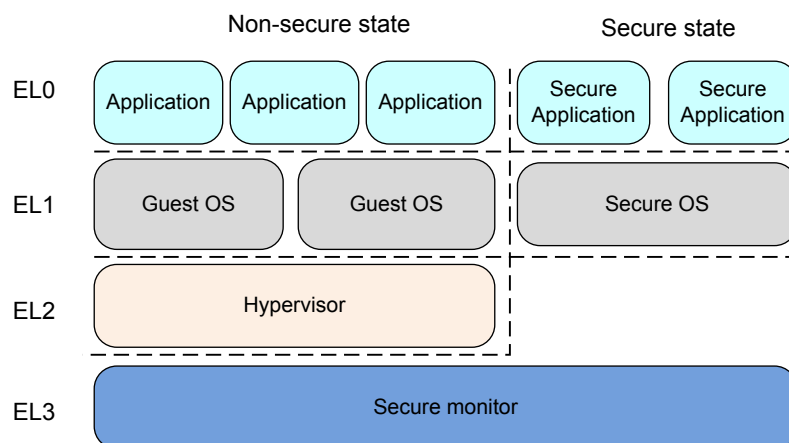 Non-secure state
Secure state
EL0
Application
Application
Application
Secure
Application
Secure
Application
EL1
Guest OS
Guest OS
Secure OS
EL2
Hypervisor
EL3
Secure monitor